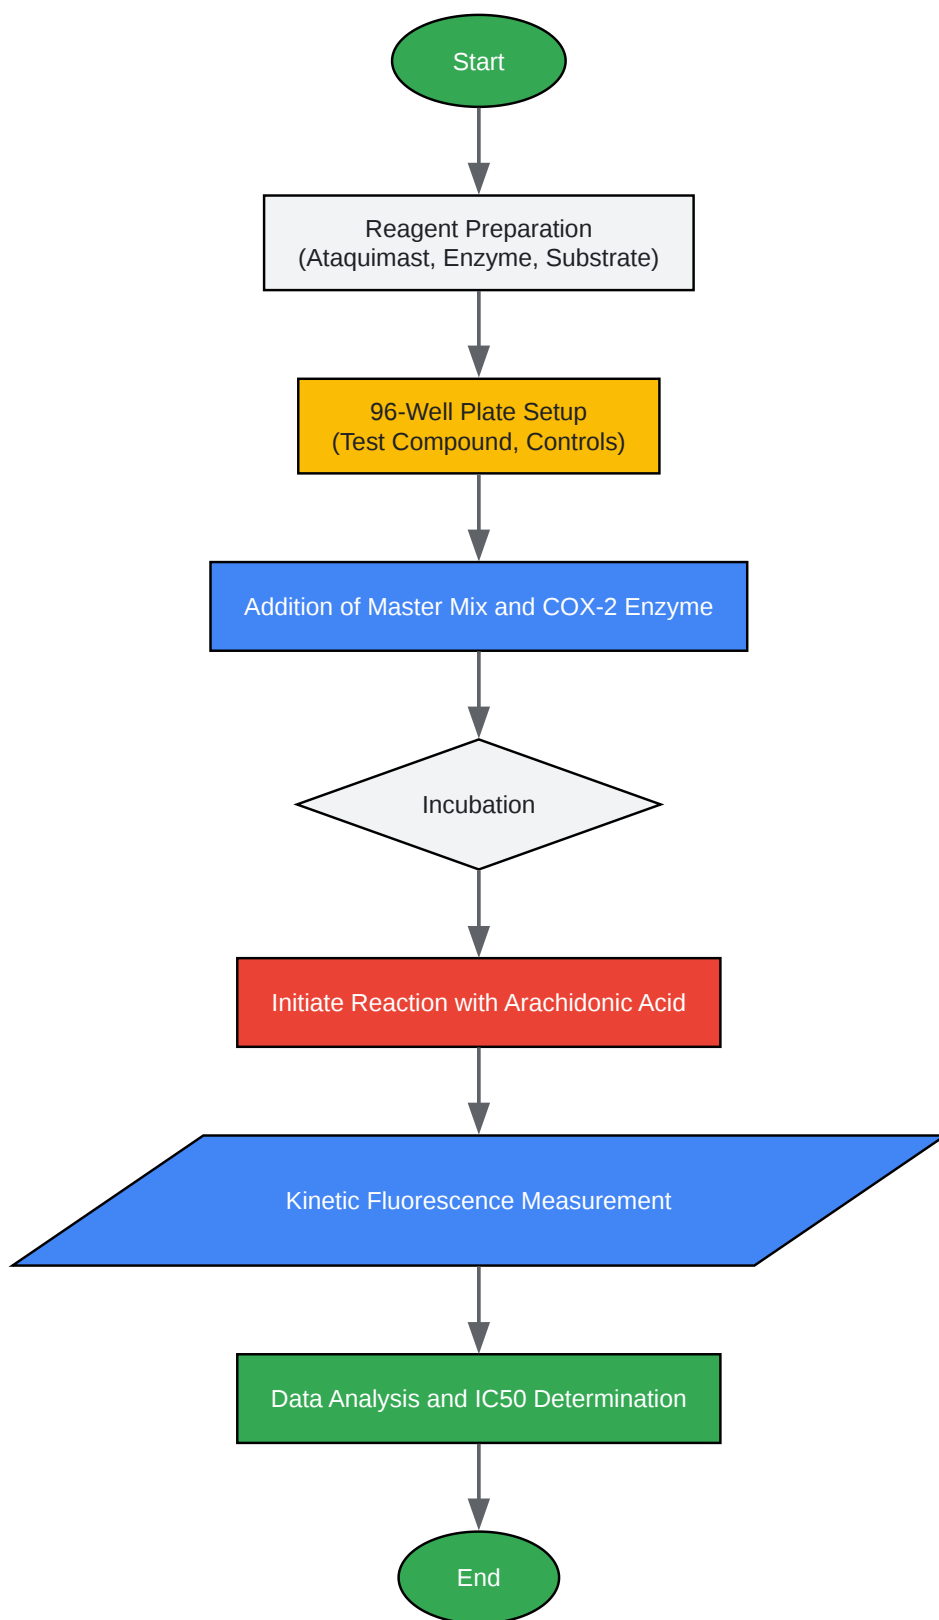 Start
Reagent Preparation
(Ataquimast, Enzyme, Substrate)
96-Well Plate Setup
(Test Compound, Controls)
Addition of Master Mix and COX-2 Enzyme
Incubation
Initiate Reaction with Arachidonic Acid
Kinetic Fluorescence Measurement
Data Analysis and IC50 Determination
End